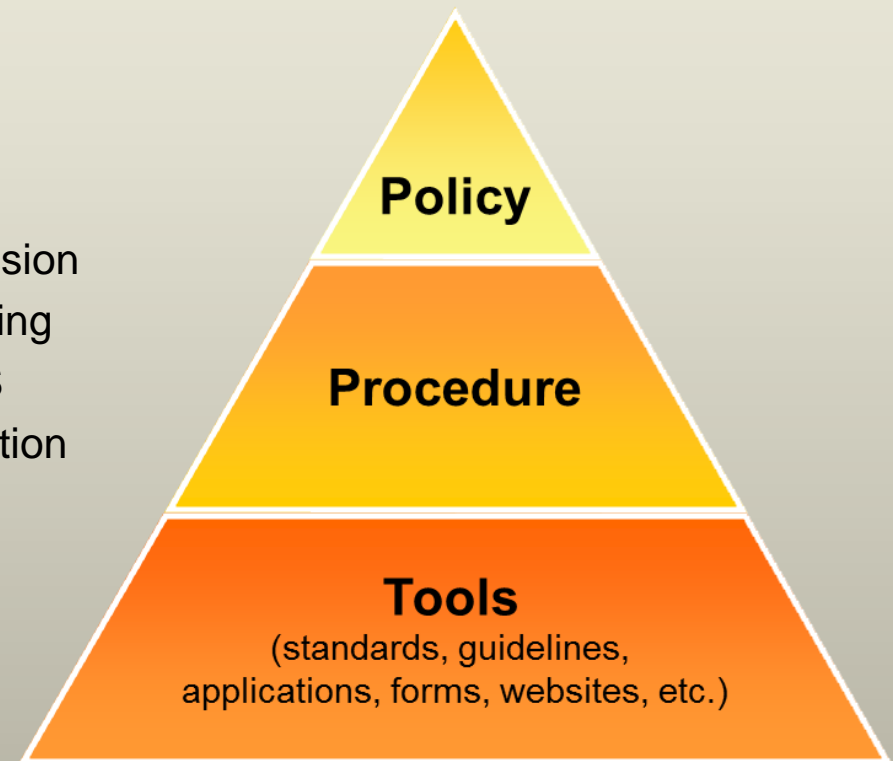 Policy
sion
ing
s
tion
Procedure
Tools
(standards, guidelines,
applications, forms, websites, etc.)